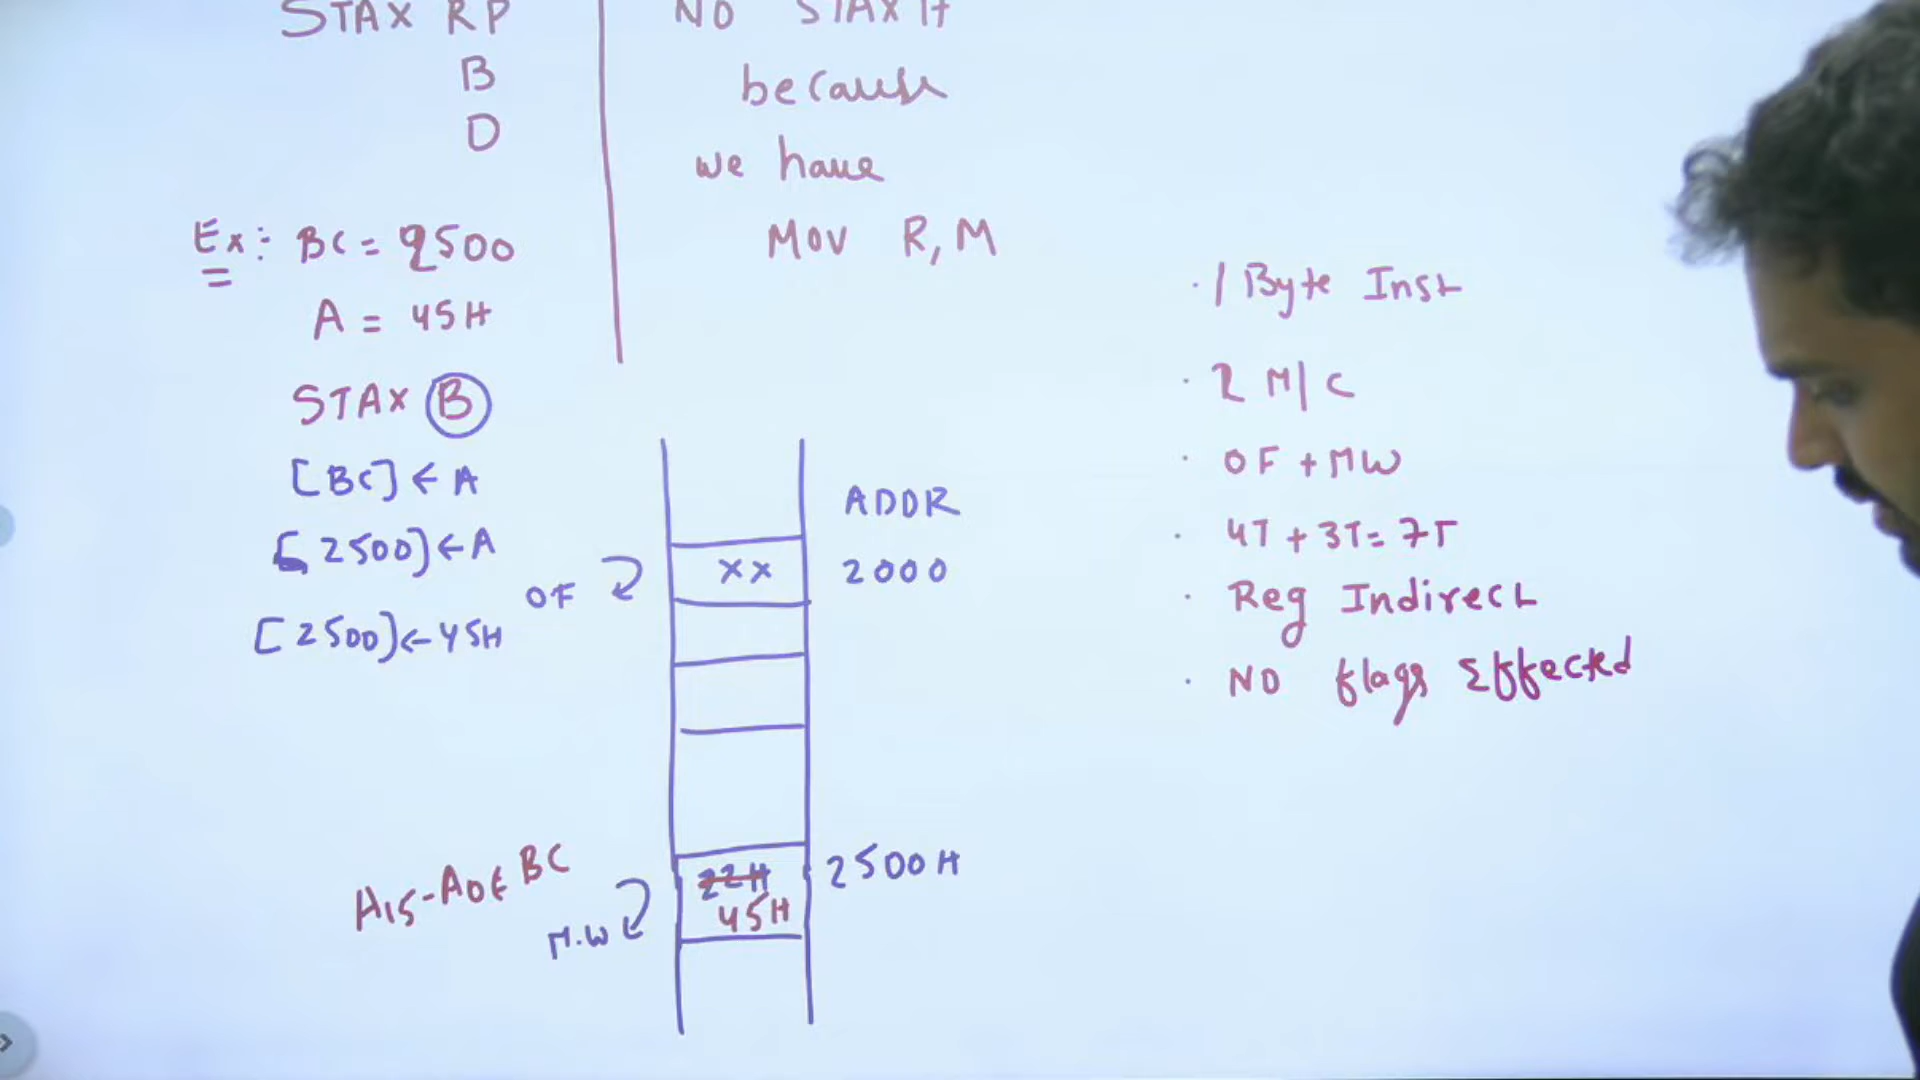 STAX RP
B
D
NO STAX H
because
we have
MOV R, M
Ex: BC = 2500
A = 45H
STAX B
[BC] ← A
[2500] ← A
[2500] ← 45H
ADDR
OF
XX
2000
22H
45H
2500H
A15-A0 ← BC
M.W
· 1 Byte Inst
· 2 M/C
· OF + MW
· 4T + 3T = 7T
· Reg Indirect
· NO flags Effected